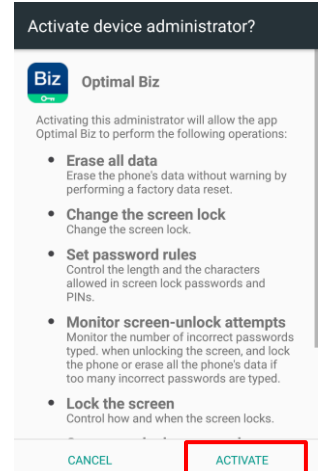 Activate device administrator?
Biz
Optimal Biz
Activating this administrator will allow the app
Optimal Biz to perform the following operations:
• Erase all data
Erase the phone's data without warning by
performing a factory data reset.
• Change the screen lock
Change the screen lock.
• Set password rules
Control the length and the characters
allowed in screen lock passwords and
PINs.
• Monitor screen-unlock attempts
Monitor the number of incorrect passwords
typed. when unlocking the screen, and lock
the phone or erase all the phone's data if
too many incorrect passwords are typed.
• Lock the screen
Control how and when the screen locks.
CANCEL ACTIVATE